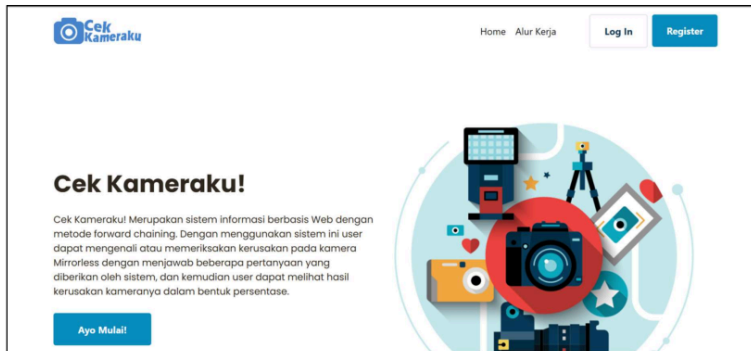 Cek
Kameraku
Home Alur Kerja Log In Register
Cek Kameraku!
Cek Kameraku! Merupakan sistem informasi berbasis Web dengan
metode forward chaining. Dengan menggunakan sistem ini user
dapat mengenali atau memeriksakan kerusakan pada kamera
Mirrorless dengan menjawab beberapa pertanyaan yang
diberikan oleh sistem, dan kemudian user dapat melihat hasil
kerusakan kameranya dalam bentuk persentase.
Ayo Mulai!